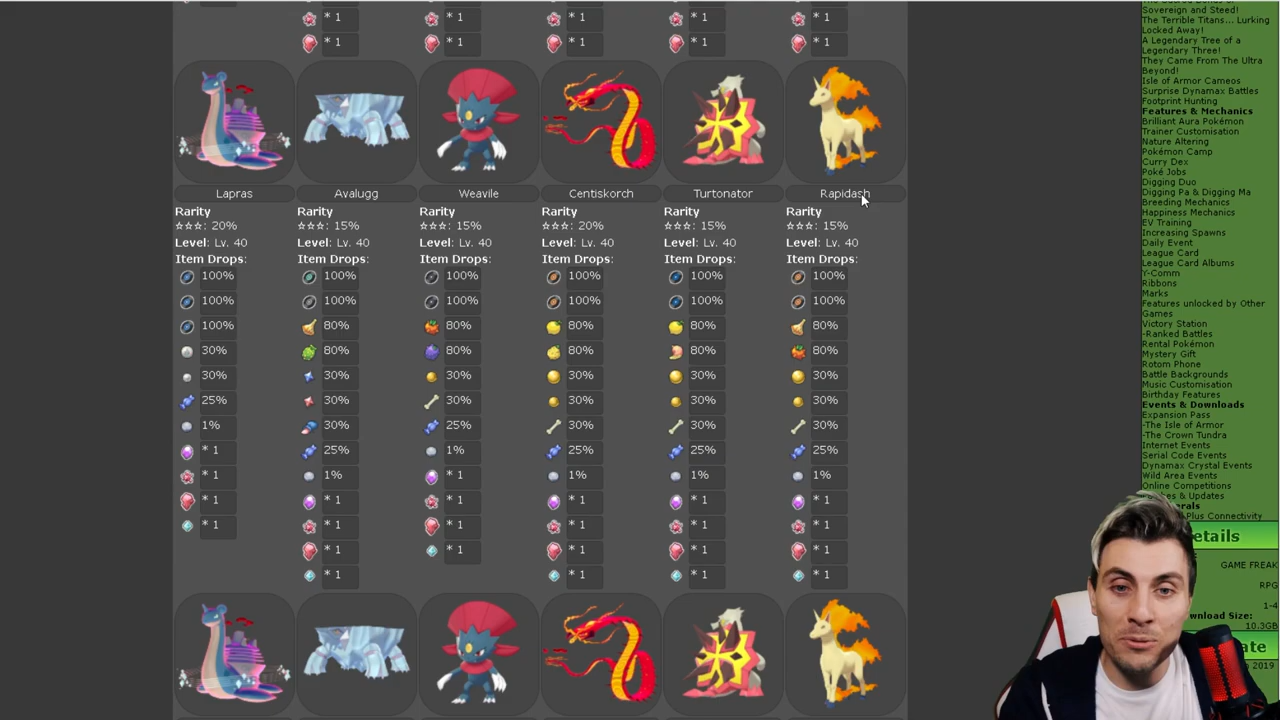 * 1
* 1
* 1
* 1
* 1
* 1
* 1
* 1
* 1
* 1
Lapras
Avalugg
Weavile
Centiskorch
Turtonator
Rapidash
Rarity
☆☆☆: 20%
Level: Lv. 40
Item Drops:
100%
100%
100%
30%
30%
25%
1%
* 1
* 1
* 1
* 1
Rarity
☆☆☆: 15%
Level: Lv. 40
Item Drops:
100%
100%
80%
80%
30%
30%
30%
25%
1%
* 1
* 1
* 1
* 1
Rarity
☆☆☆: 15%
Level: Lv. 40
Item Drops:
100%
100%
80%
80%
30%
30%
25%
1%
* 1
* 1
* 1
* 1
Rarity
☆☆☆: 20%
Level: Lv. 40
Item Drops:
100%
100%
80%
80%
30%
30%
30%
25%
1%
* 1
* 1
* 1
* 1
Rarity
☆☆☆: 15%
Level: Lv. 40
Item Drops:
100%
100%
80%
80%
30%
30%
30%
25%
1%
* 1
* 1
* 1
* 1
Rarity
☆☆☆: 15%
Level: Lv. 40
Item Drops:
100%
100%
80%
80%
30%
30%
30%
25%
1%
* 1
* 1
* 1
* 1
Sovereign and Steed!
The Terrible Titans... Lurking
Locked Away!
A Legendary Tree of a
Legendary Three!
They Came From The Ultra
Beyond!
Isle of Armor Cameos
Surprise Dynamax Battles
Footprint Hunting
Features & Mechanics
Brilliant Aura Pokémon
Trainer Customisation
Nature Altering
Pokémon Camp
Curry Dex
Poké Jobs
Digging Duo
Digging Pa & Digging Ma
Breeding Mechanics
Happiness Mechanics
EV Training
Increasing Spawns
Daily Event
League Card
League Card Albums
Y-Comm
Ribbons
Marks
Features unlocked by Other
Games
Victory Station
-Ranked Battles
Rental Pokémon
Mystery Gift
Rotom Phone
Battle Backgrounds
Music Customisation
Birthday Features
Events & Downloads
Expansion Pass
-The Isle of Armor
-The Crown Tundra
Internet Events
Serial Code Events
Dynamax Crystal Events
Wild Area Events
Online Competitions
& Updates
Plus Connectivity
GAME FREAK
RPG
1-4
Size:
10.3GB
2019